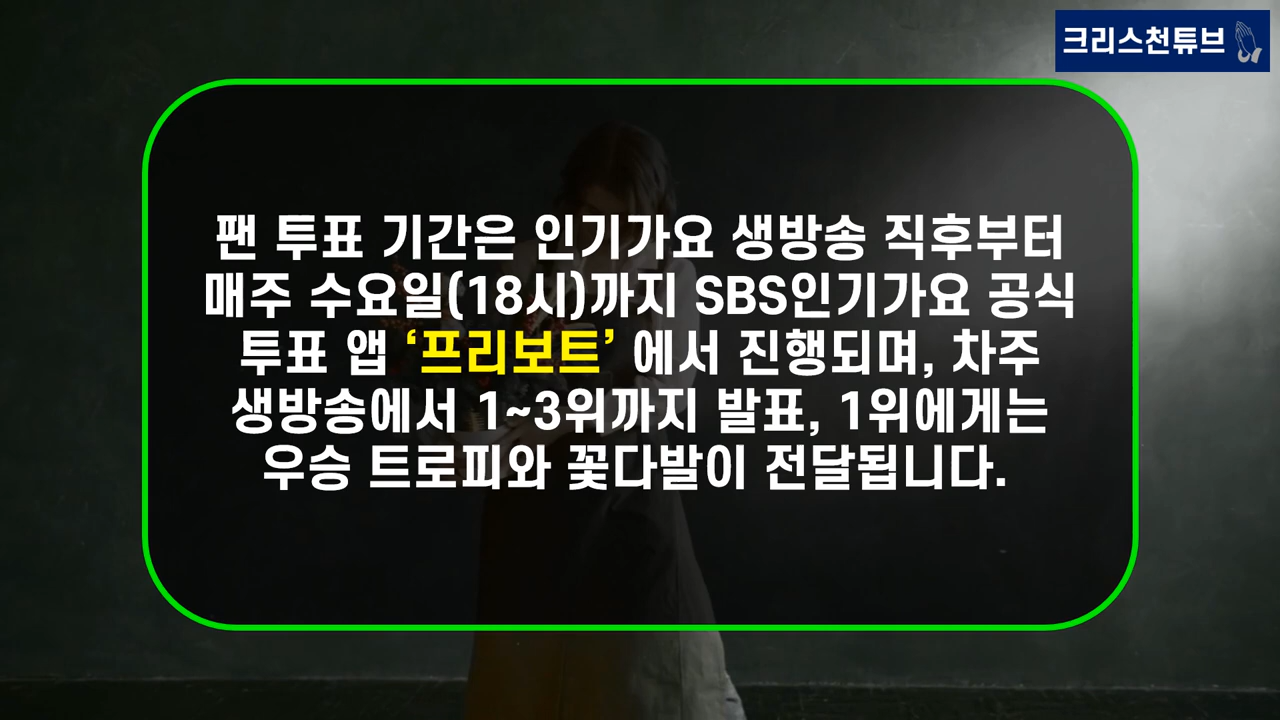 크리스천튜브
팬 투표 기간은 인기가요 생방송 직후부터
매주 수요일(18시)까지 SBS인기가요 공식
투표 앱 ‘프리보트’ 에서 진행되며, 차주
생방송에서 1~3위까지 발표, 1위에게는
우승 트로피와 꽃다발이 전달됩니다.